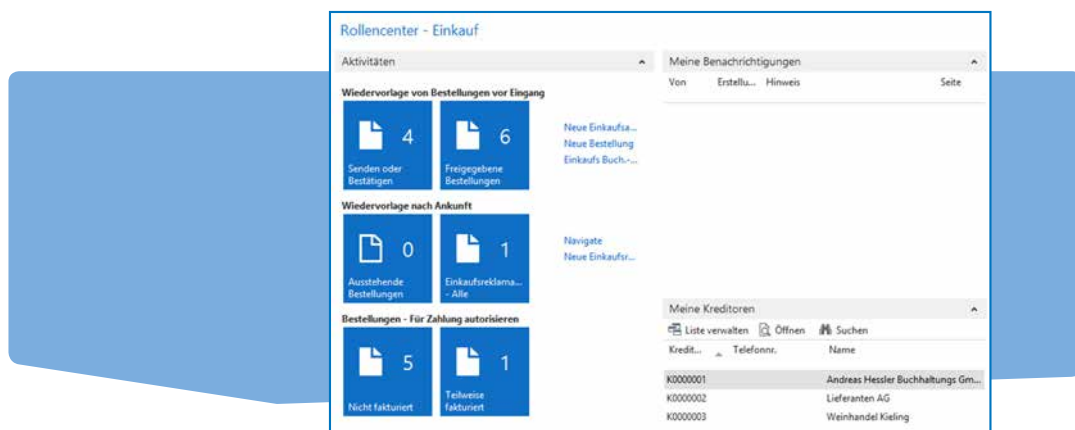 Rollencenter - Einkauf
Aktivitäten
Wiedervorlage von Bestellungen vor Eingang
4
Senden oder
Bestätigen
6
Freigegebene
Bestellungen
Neue Einkaufsa...
Neue Bestellung
Einkaufs Buch.-...
Wiedervorlage nach Ankunft
0
Ausstehende
Bestellungen
1
Einkaufsreklama...
- Alle
Navigate
Neue Einkaufsr...
Bestellungen - Für Zahlung autorisieren
5
Nicht fakturiert
1
Teilweise
fakturiert
Meine Benachrichtigungen
Von Erstellu... Hinweis Seite
Meine Kreditoren
Liste verwalten Öffnen Suchen
Kredit... Telefonnr. Name
K0000001 Andreas Hessler Buchhaltungs Gm...
K0000002 Lieferanten AG
K0000003 Weinhandel Kieling